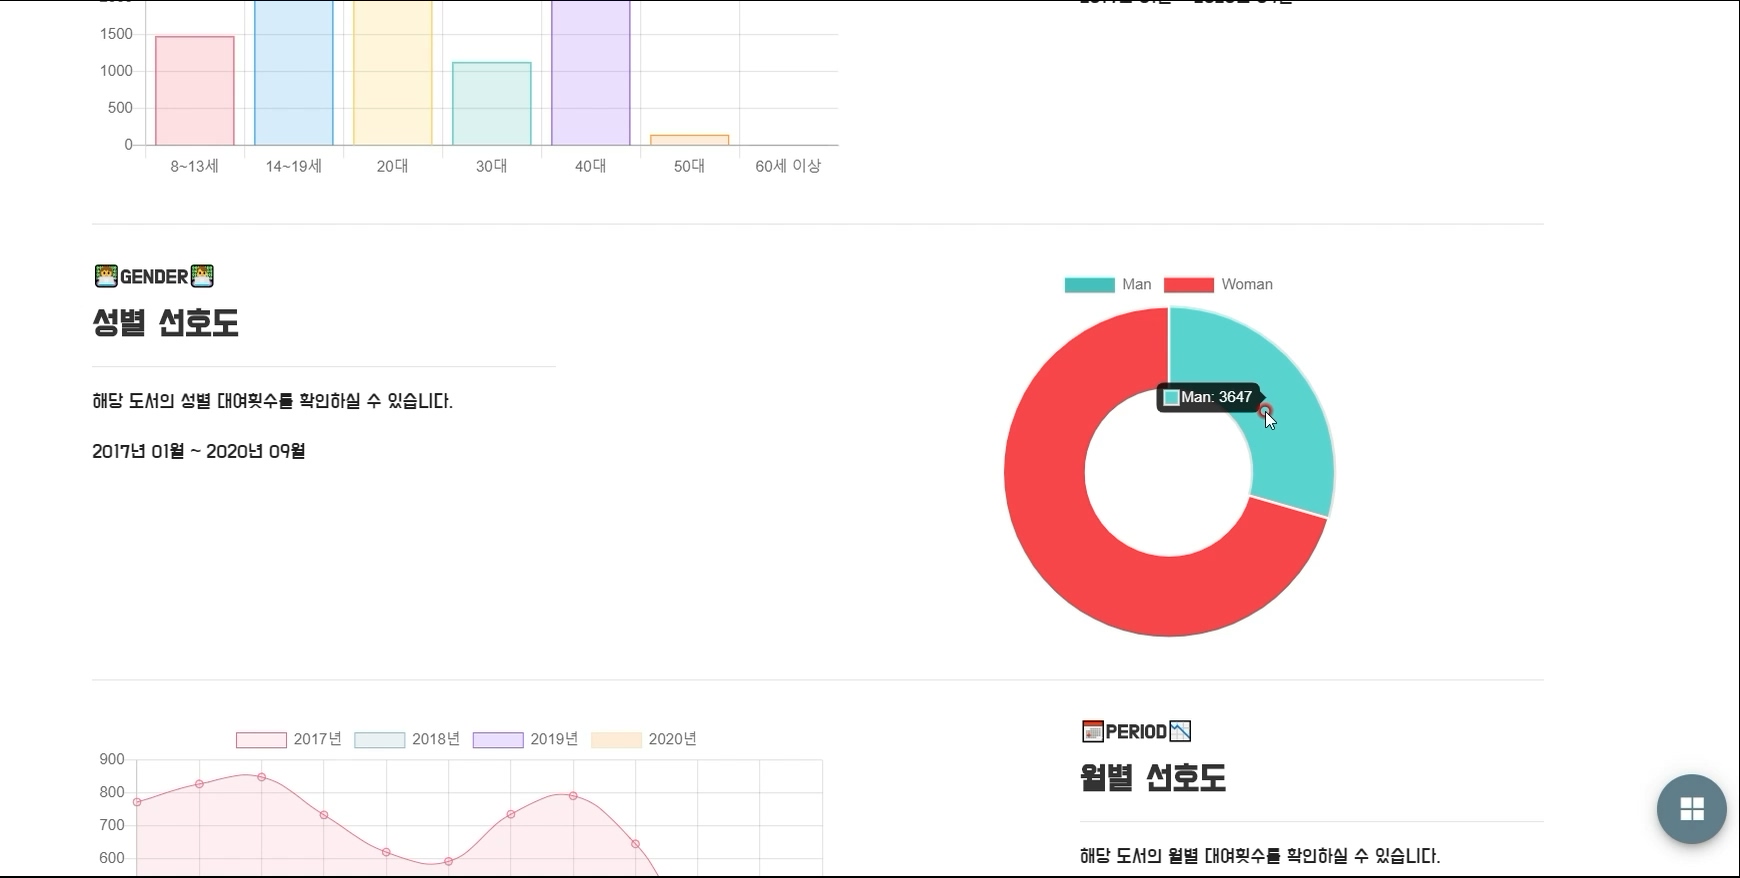 1500
1000
500
0
8~13세 14~19세 20대 30대 40대 50대 60세 이상
GENDER
성별 선호도
해당 도서의 성별 대여횟수를 확인하실 수 있습니다.
2017년 01월 ~ 2020년 09월
Man Woman
Man: 3647
2017년 2018년 2019년 2020년
900
800
700
600
PERIOD
월별 선호도
해당 도서의 월별 대여횟수를 확인하실 수 있습니다.